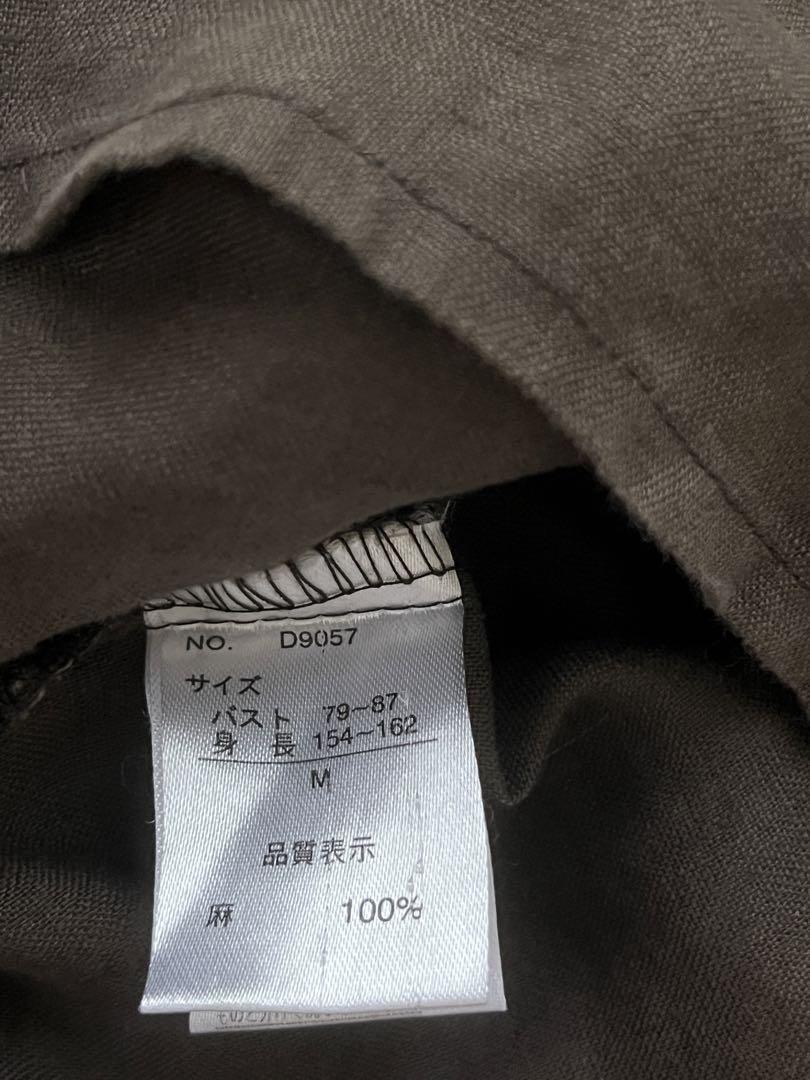 NO. D9057
サイズ
バスト 79~87
身長 154~162
M
品質表示
麻 100%